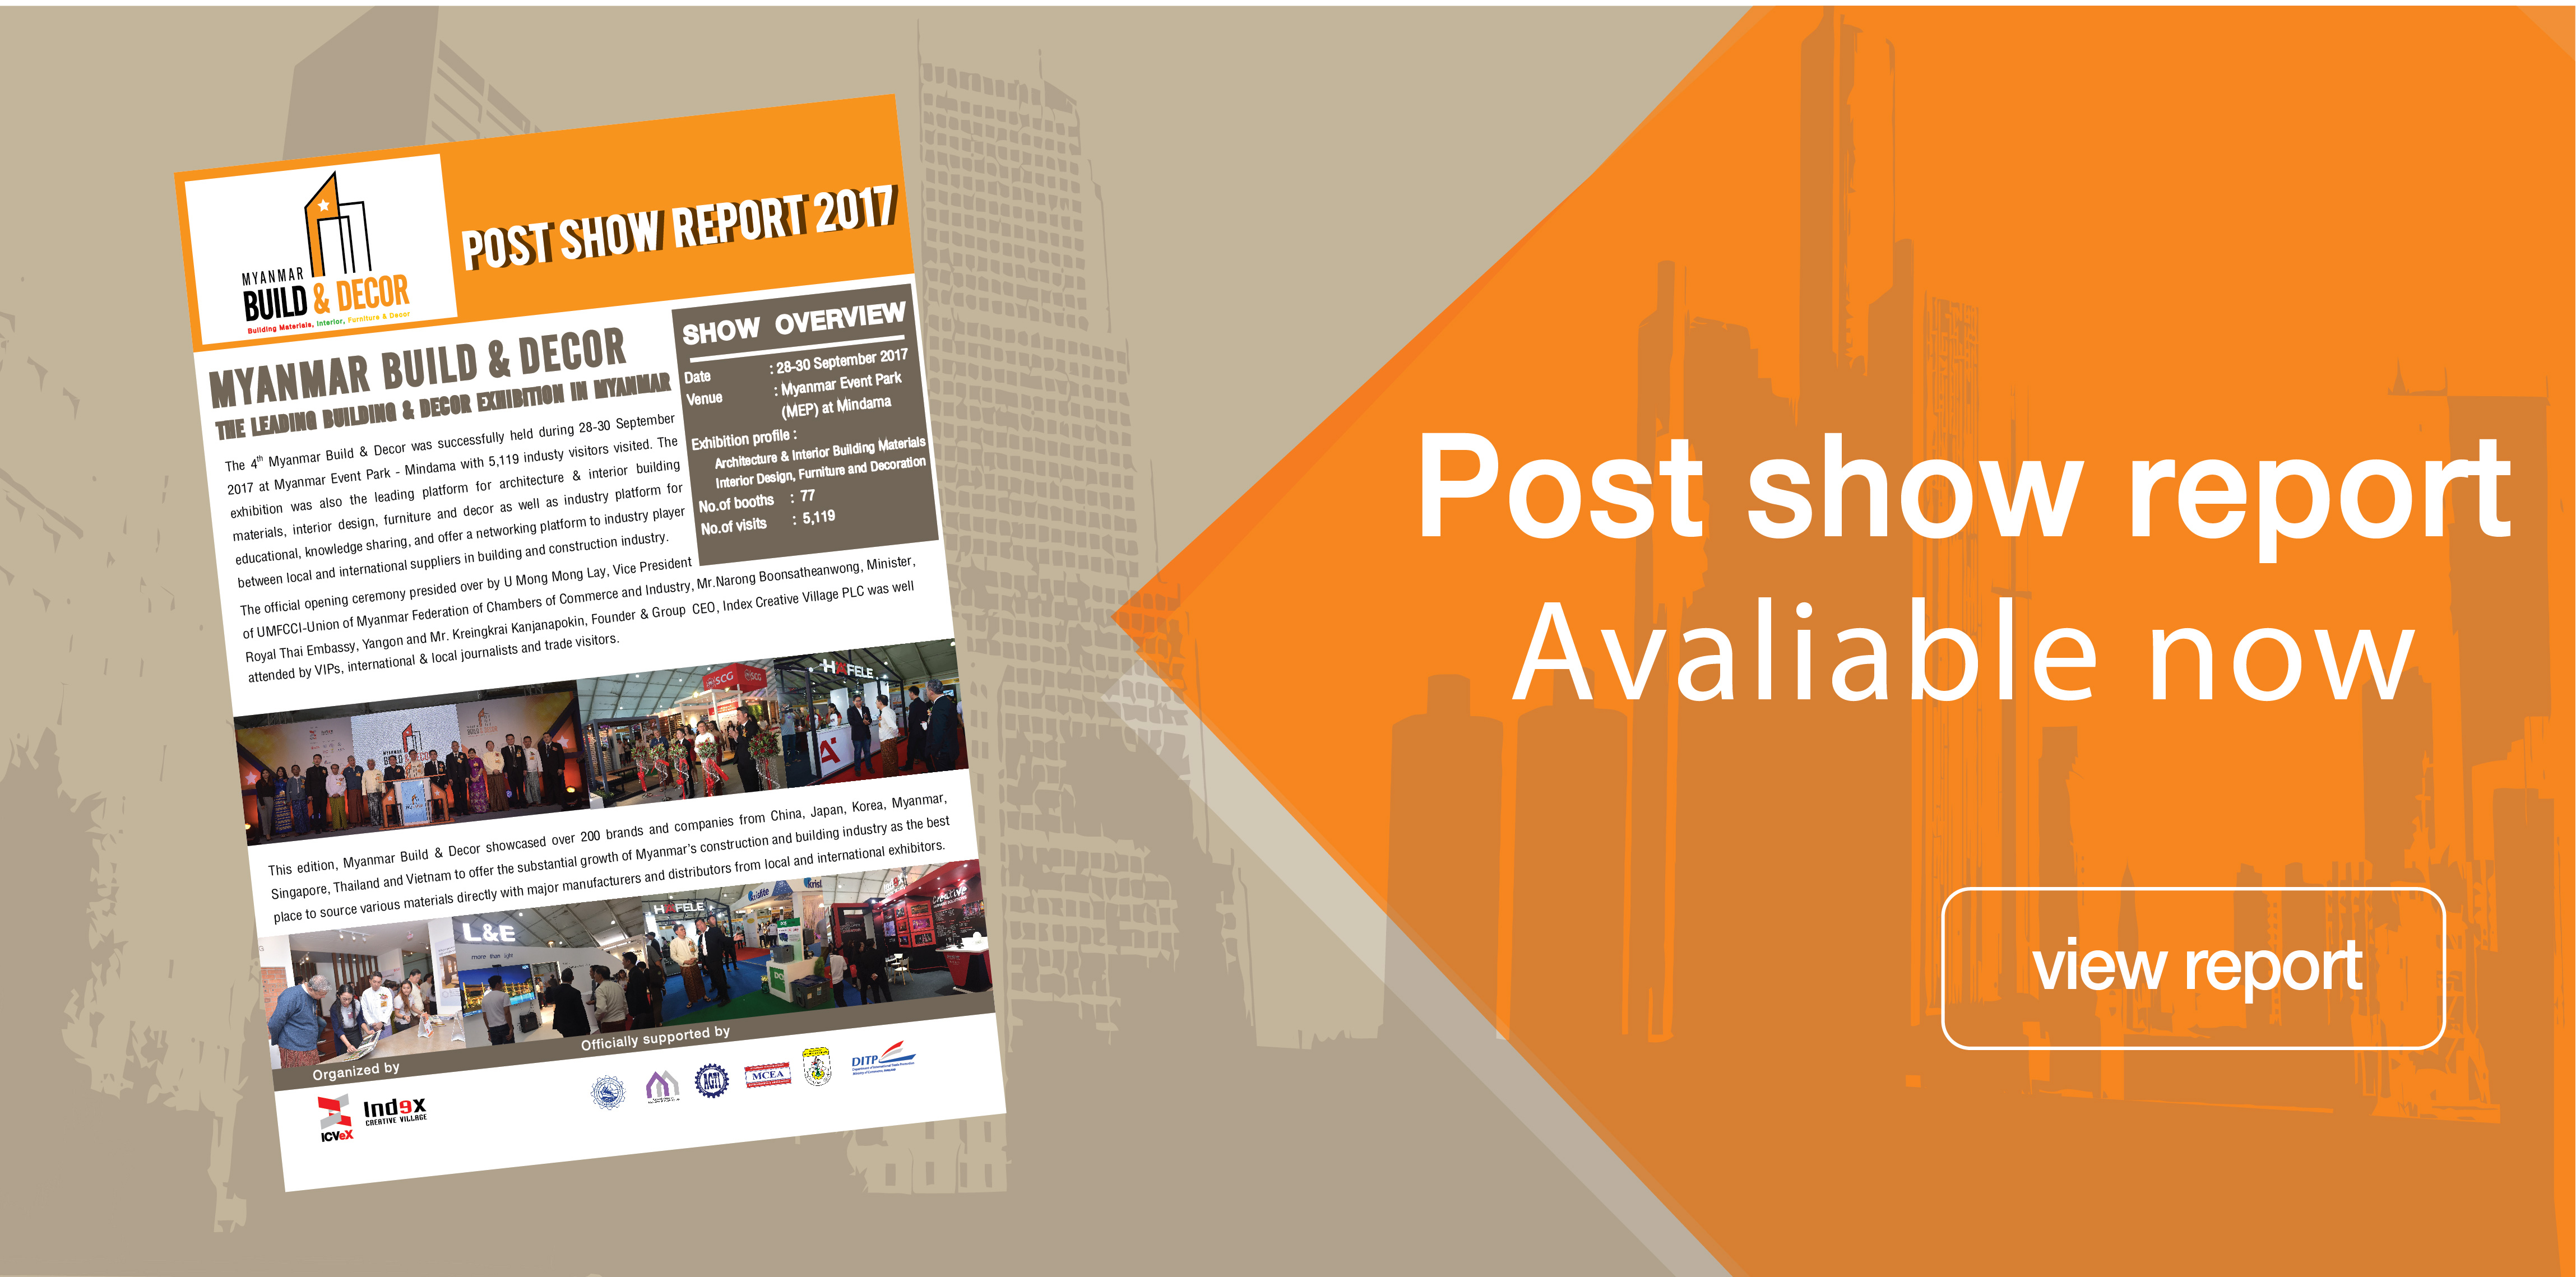 MYANMAR
BUILD & DECOR
Building Materials, Interior, Furniture & Decor
POST SHOW REPORT 2017
MYANMAR BUILD & DECOR
THE LEADING BUILDING & DECOR EXHIBITION IN MYANMAR
The 4th Myanmar Build & Decor was successfully held during 28-30 September
2017 at Myanmar Event Park - Mindama with 5,119 industy visitors visited. The
exhibition was also the leading platform for architecture & interior building
materials, interior design, furniture and decor as well as industry platform for
educational, knowledge sharing, and offer a networking platform to industry player
between local and international suppliers in building and construction industry.
SHOW OVERVIEW
Date : 28-30 September 2017
Venue : Myanmar Event Park
(MEP) at Mindama
Exhibition profile :
Architecture & Interior Building Materials
Interior Design, Furniture and Decoration
No.of booths : 77
No.of visits : 5,119
The official opening ceremony presided over by U Mong Mong Lay, Vice President
of UMFCCI-Union of Myanmar Federation of Chambers of Commerce and Industry, Mr.Narong Boonsatheanwong, Minister,
Royal Thai Embassy, Yangon and Mr. Kreingkrai Kanjanapokin, Founder & Group CEO, Index Creative Village PLC was well
attended by VIPs, international & local journalists and trade visitors.
MYANMAR
BUILD & DECOR
SCG
SCG
HÄFELE
This edition, Myanmar Build & Decor showcased over 200 brands and companies from China, Japan, Korea, Myanmar,
Singapore, Thailand and Vietnam to offer the substantial growth of Myanmar's construction and building industry as the best
place to source various materials directly with major manufacturers and distributors from local and international exhibitors.
L&E
more than light
HÄFELE
Creative
Organized by
Officially supported by
ICVeX
Ind9x
CREATIVE VILLAGE
AGTI
MCEA
DITP
Post show report
Avaliable now
view report